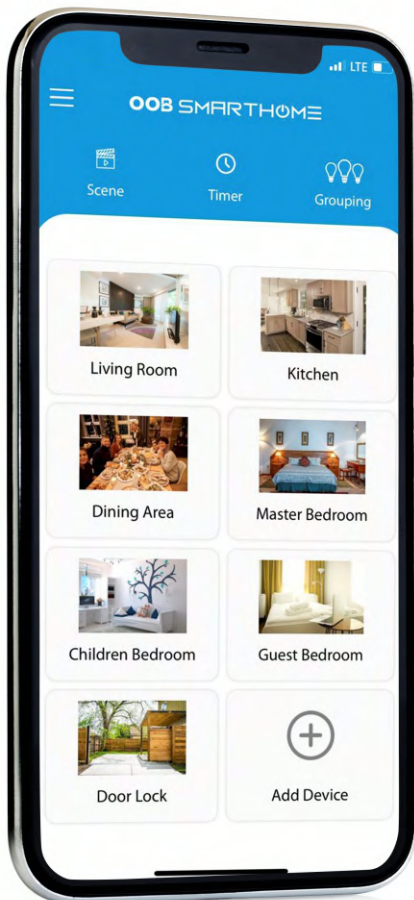 LTE
OOB SMARTHOME
Scene
Timer
Grouping
Living Room
Kitchen
Dining Area
Master Bedroom
Children Bedroom
Guest Bedroom
Door Lock
Add Device